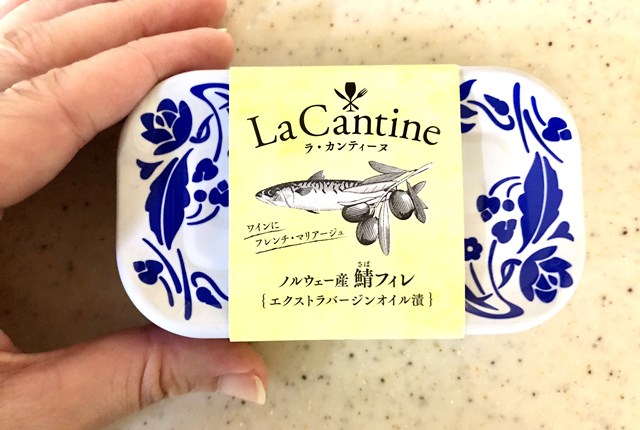 La Cantine
ラ・カンティーヌ
ワインに
フレンチ・マリアージュ
さば
ノルウェー産 鯖フィレ
{エクストラバージンオイル漬}